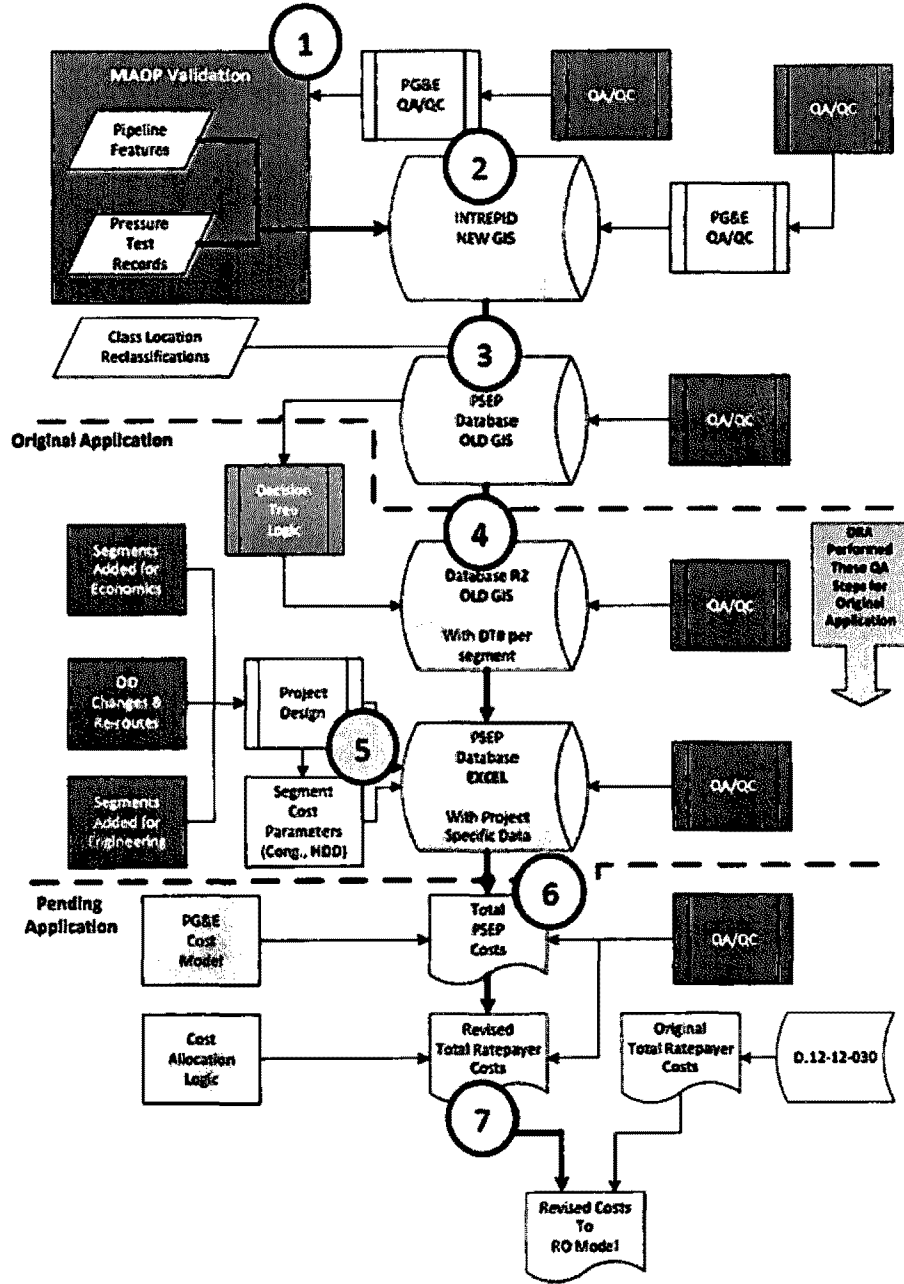 1
MAOP Validation
Pipeline
Features
Pressure
Test
Records
PG&E
QA/QC
QA/QC
QA/QC
2
INTREPID
NEW GIS
PG&E
QA/QC
Class Location
Reclassifications
3
PSEP
Database
OLD GIS
QA/QC
Original Application
Decision
Tree
Logic
4
Database R2
OLD GIS
With DT# per
segment
QA/QC
DRA
Performed
These QA
Steps for
Original
Application
Segments
Added for
Economics
Changes &
Re-routes
Segments
Added for
Engineering
Project
Design
5
Segment
Cost
Parameters
(Cong., HDD)
PSEP
Database
EXCEL
With Project
Specific Data
QA/QC
Pending
Application
6
PG&E
Cost
Model
Total
PSEP
Costs
QA/QC
Cost
Allocation
Logic
Revised
Total Ratepayer
Costs
Original
Total Ratepayer
Costs
D.12-12-030
7
Revised Costs
To
RO Model